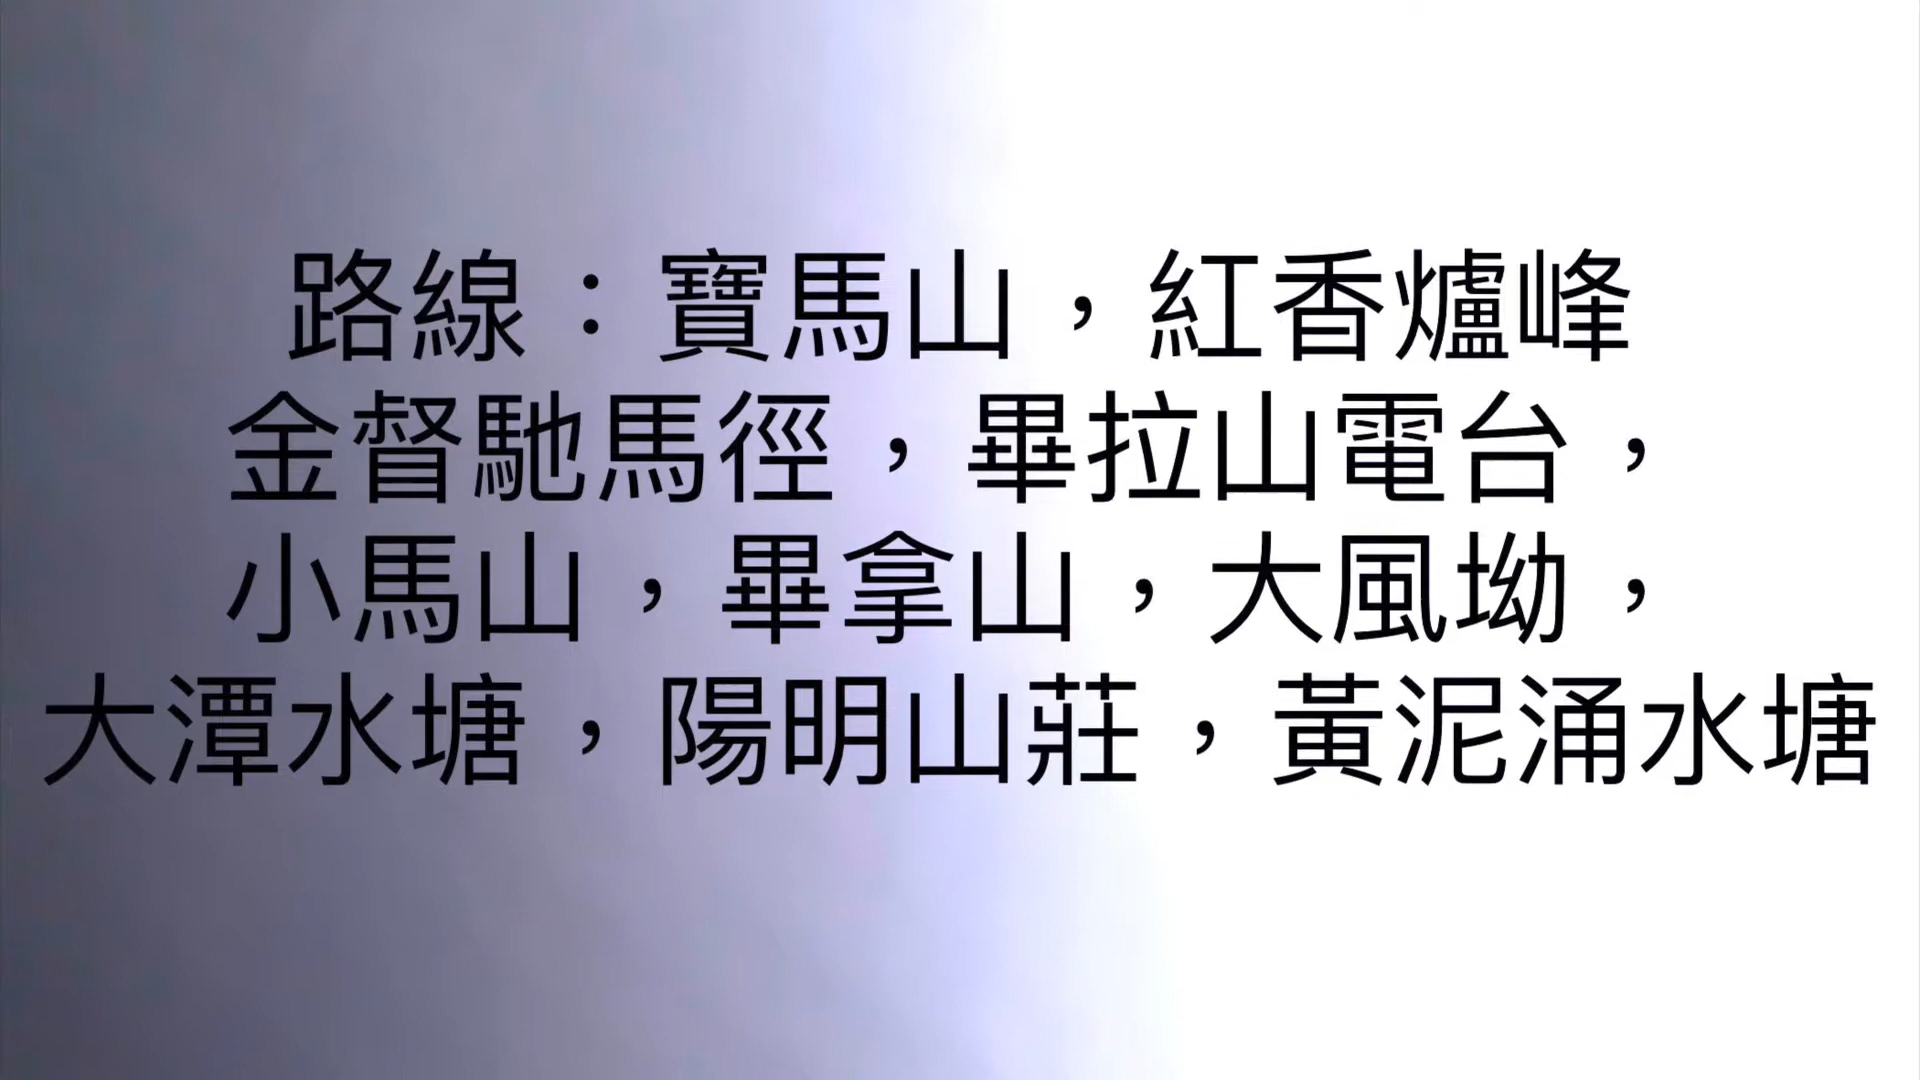 路線：寶馬山，紅香爐峰
金督馳馬徑，畢拉山電台，
小馬山，畢拿山，大風坳，
大潭水塘，陽明山莊，黃泥涌水塘